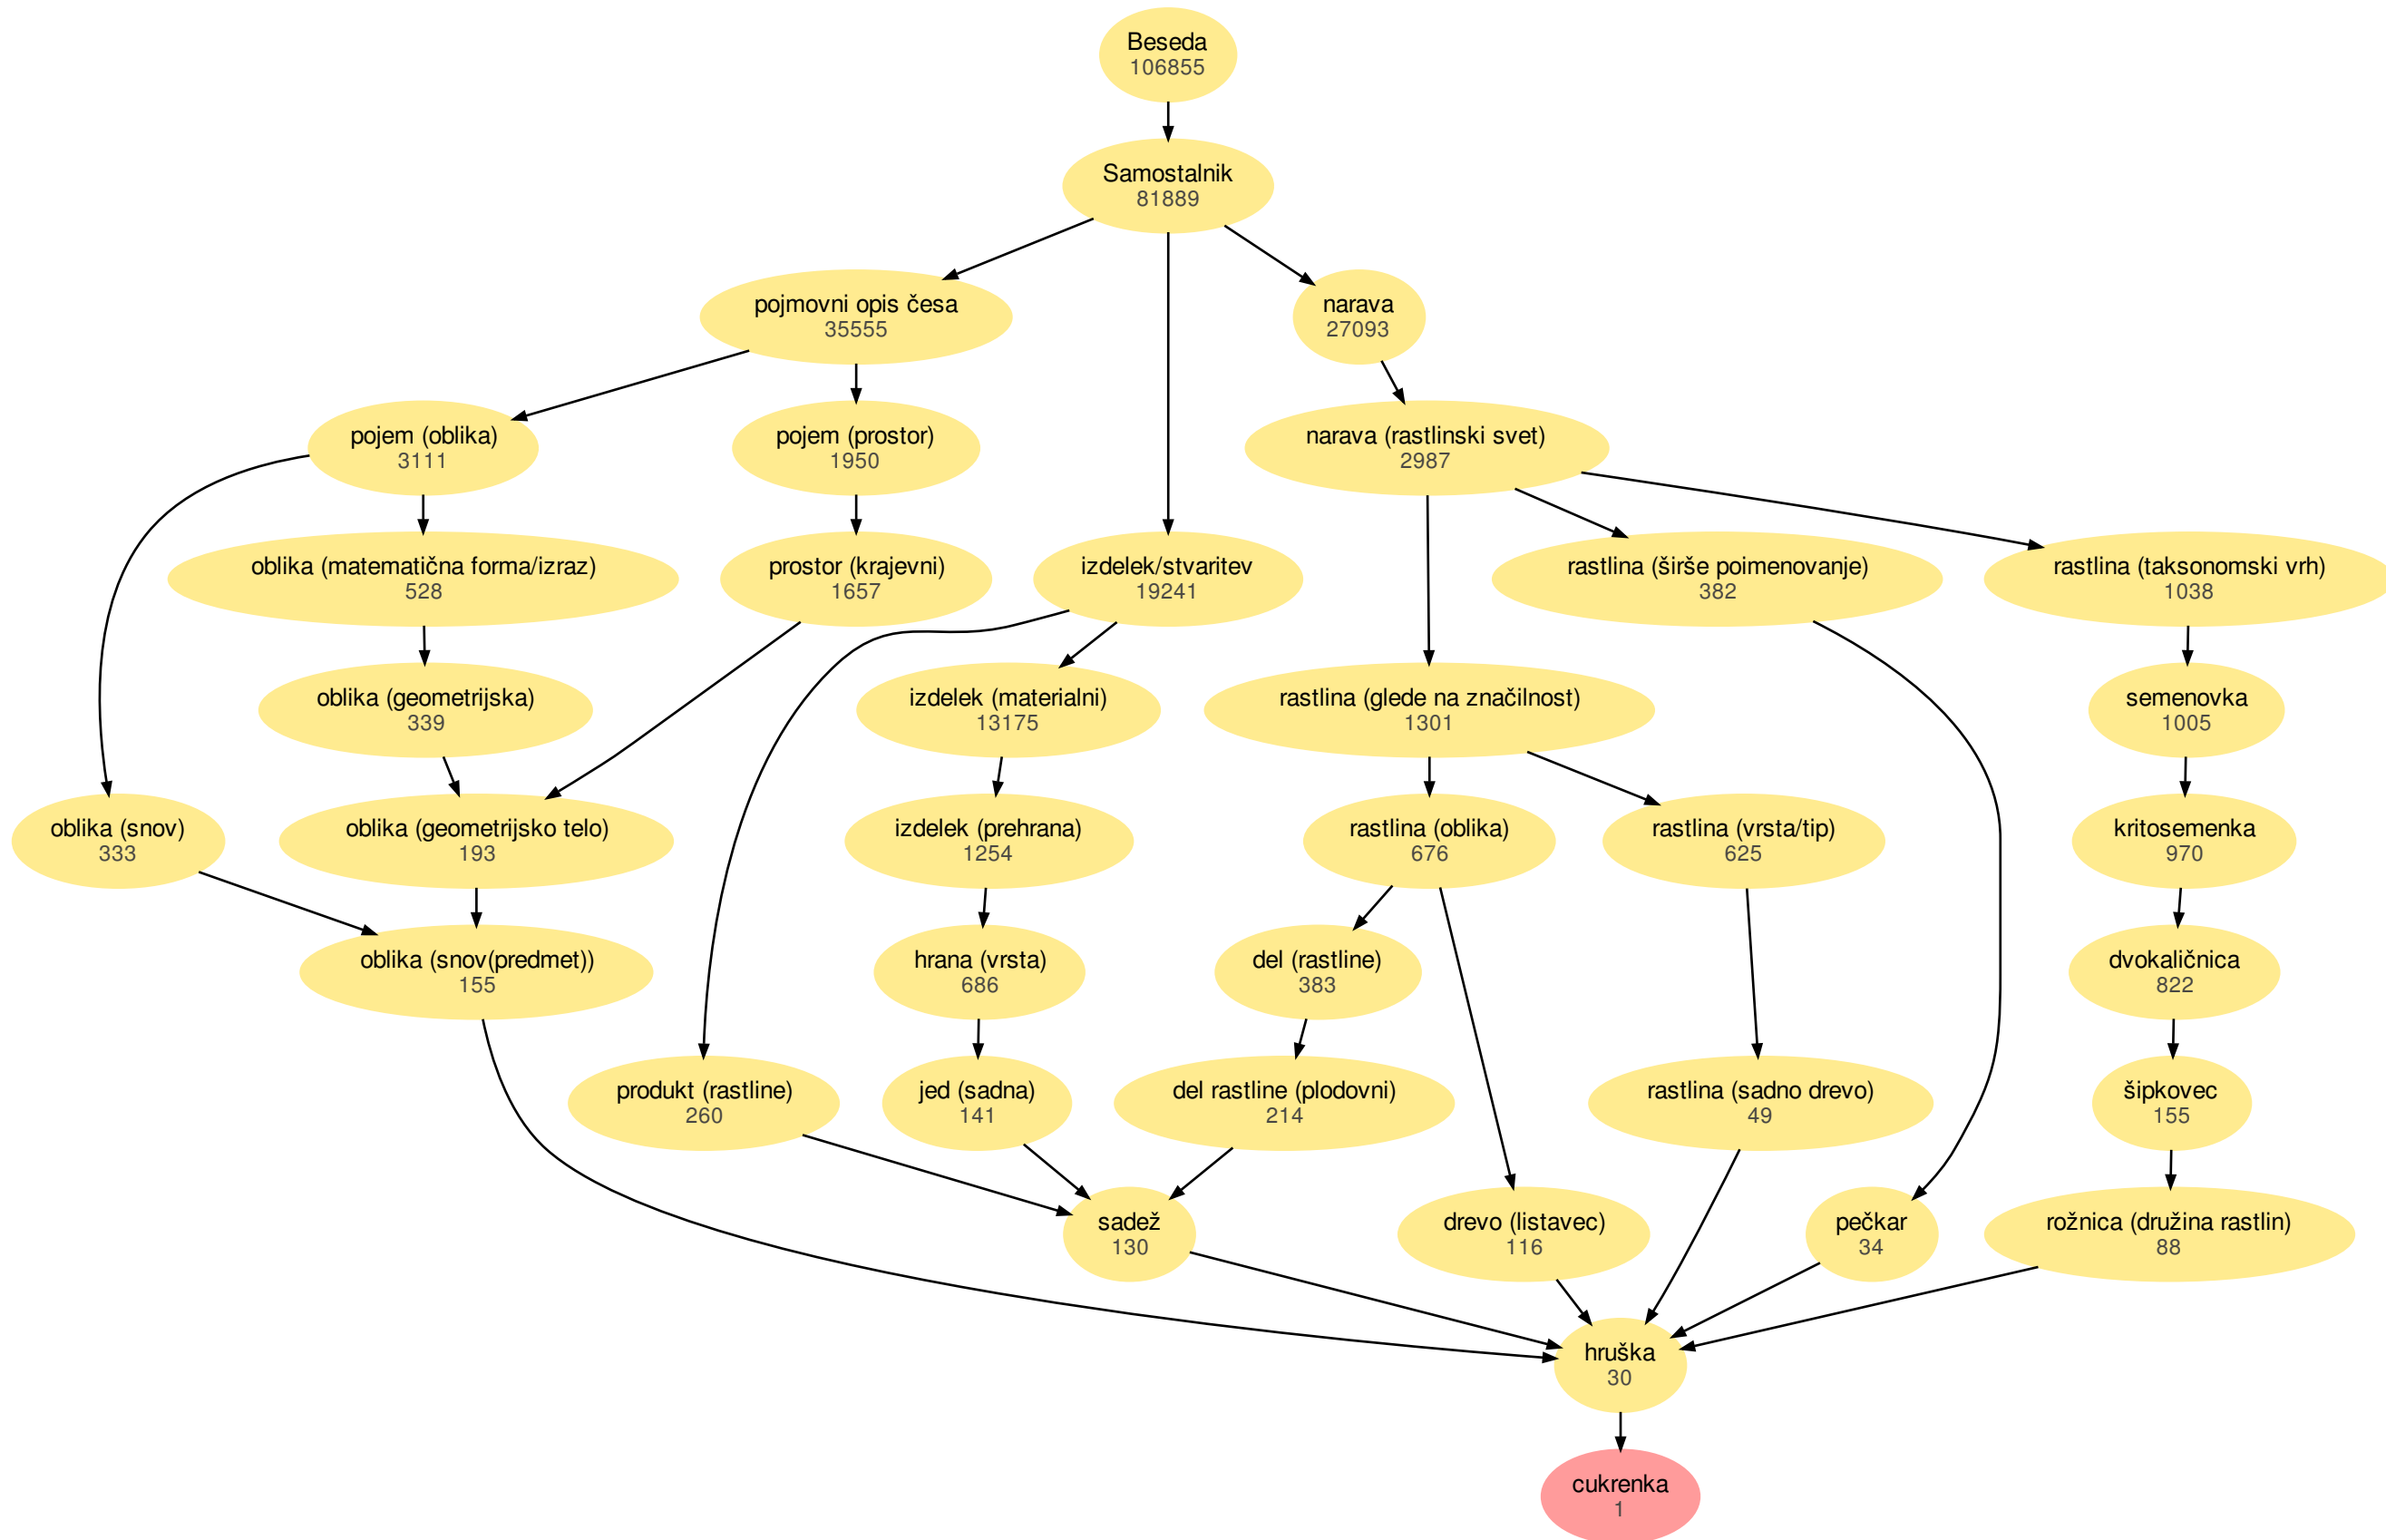 Beseda
106855
Samostalnik
81889
pojmovni opis česa
35555
narava
27093
pojem (oblika)
3111
pojem (prostor)
1950
narava (rastlinski svet)
2987
oblika (matematična forma/izraz)
528
prostor (krajevni)
1657
izdelek/stvaritev
19241
rastlina (širše poimenovanje)
382
rastlina (taksonomski vrh)
1038
oblika (geometrijska)
339
izdelek (materialni)
13175
rastlina (glede na značilnost)
1301
semenovka
1005
oblika (snov)
333
oblika (geometrijsko telo)
193
izdelek (prehrana)
1254
rastlina (oblika)
676
rastlina (vrsta/tip)
625
kritosemenka
970
oblika (snov(predmet))
155
hrana (vrsta)
686
del (rastline)
383
dvokaličnica
822
produkt (rastline)
260
jed (sadna)
141
del rastline (plodovni)
214
rastlina (sadno drevo)
49
šipkovec
155
sadež
130
drevo (listavec)
116
pečkar
34
rožnica (družina rastlin)
88
hruška
30
cukrenka
1